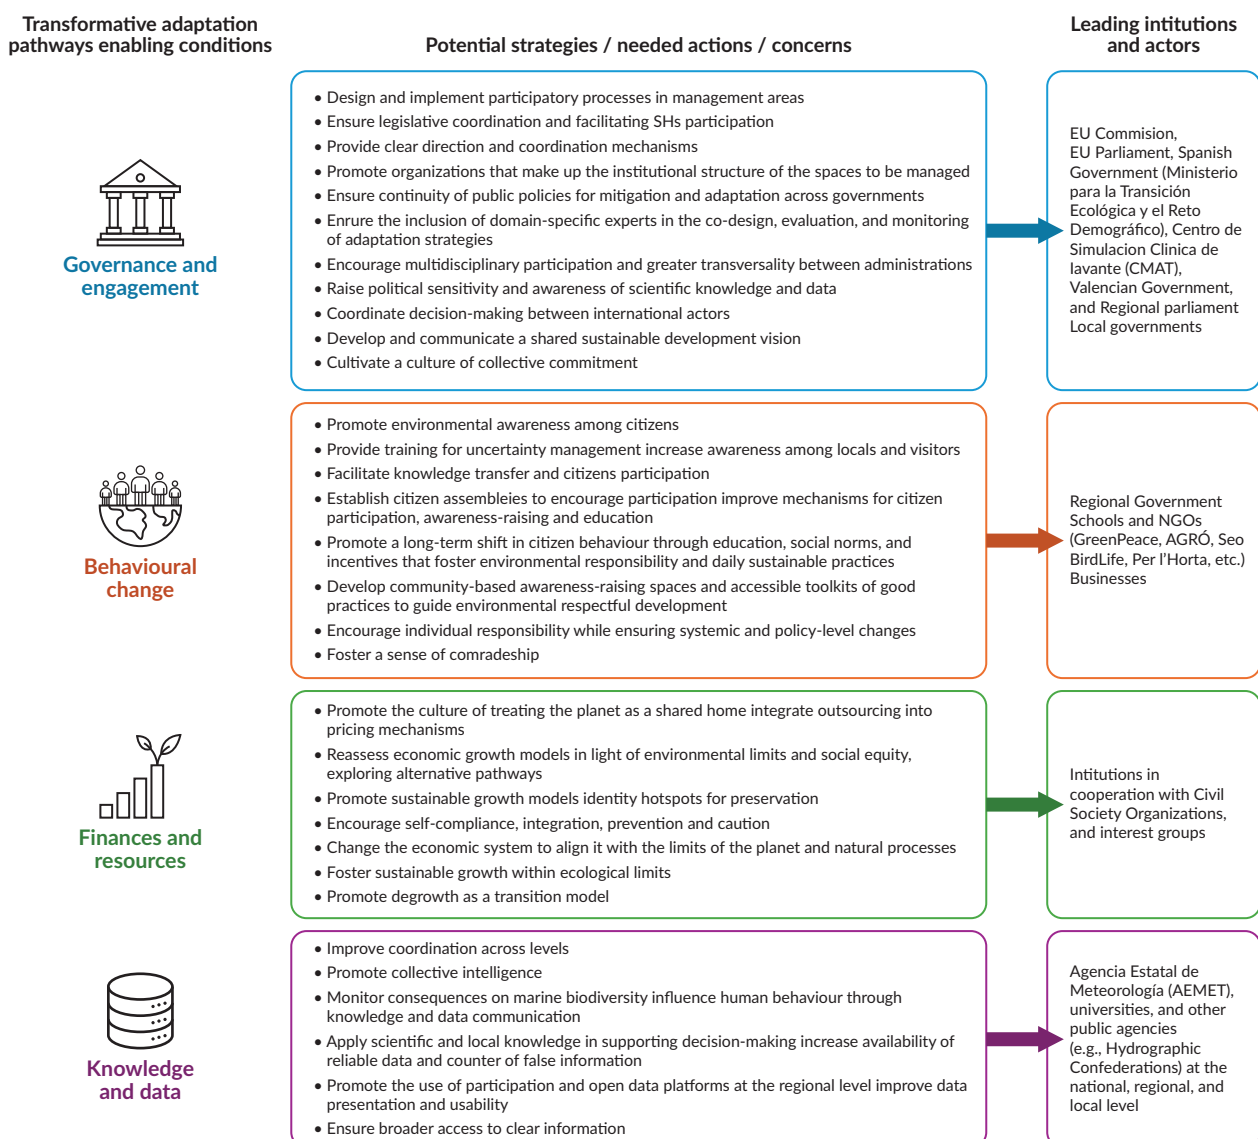 Transformative adaptation
pathways enabling conditions
Potential strategies / needed actions / concerns
Leading intitutions
and actors
Governance and
engagement
• Design and implement participatory processes in management areas
• Ensure legislative coordination and facilitating SHs participation
• Provide clear direction and coordination mechanisms
• Promote organizations that make up the institutional structure of the spaces to be managed
• Ensure continuity of public policies for mitigation and adaptation across governments
• Enrure the inclusion of domain-specific experts in the co-design, evaluation, and monitoring
of adaptation strategies
• Encourage multidisciplinary participation and greater transversality between administrations
• Raise political sensitivity and awareness of scientific knowledge and data
• Coordinate decision-making between international actors
• Develop and communicate a shared sustainable development vision
• Cultivate a culture of collective commitment
EU Commision,
EU Parliament, Spanish
Government (Ministerio
para la Transición
Ecológica y el Reto
Demográfico), Centro de
Simulacion Clinica de
Iavante (CMAT),
Valencian Government,
and Regional parliament
Local governments
Behavioural
change
• Promote environmental awareness among citizens
• Provide training for uncertainty management increase awareness among locals and visitors
• Facilitate knowledge transfer and citizens participation
• Establish citizen assembleies to encourage participation improve mechanisms for citizen
participation, awareness-raising and education
• Promote a long-term shift in citizen behaviour through education, social norms, and
incentives that foster environmental responsibility and daily sustainable practices
• Develop community-based awareness-raising spaces and accessible toolkits of good
practices to guide environmental respectful development
• Encourage individual responsibility while ensuring systemic and policy-level changes
• Foster a sense of comradeship
Regional Government
Schools and NGOs
(GreenPeace, AGRÓ, Seo
BirdLife, Per l'Horta, etc.)
Businesses
Finances and
resources
• Promote the culture of treating the planet as a shared home integrate outsourcing into
pricing mechanisms
• Reassess economic growth models in light of environmental limits and social equity,
exploring alternative pathways
• Promote sustainable growth models identity hotspots for preservation
• Encourage self-compliance, integration, prevention and caution
• Change the economic system to align it with the limits of the planet and natural processes
• Foster sustainable growth within ecological limits
• Promote degrowth as a transition model
Intitutions in
cooperation with Civil
Society Organizations,
and interest groups
Knowledge
and data
• Improve coordination across levels
• Promote collective intelligence
• Monitor consequences on marine biodiversity influence human behaviour through
knowledge and data communication
• Apply scientific and local knowledge in supporting decision-making increase availability of
reliable data and counter of false information
• Promote the use of participation and open data platforms at the regional level improve data
presentation and usability
• Ensure broader access to clear information
Agencia Estatal de
Meteorología (AEMET),
universities, and other
public agencies
(e.g., Hydrographic
Confederations) at the
national, regional, and
local level